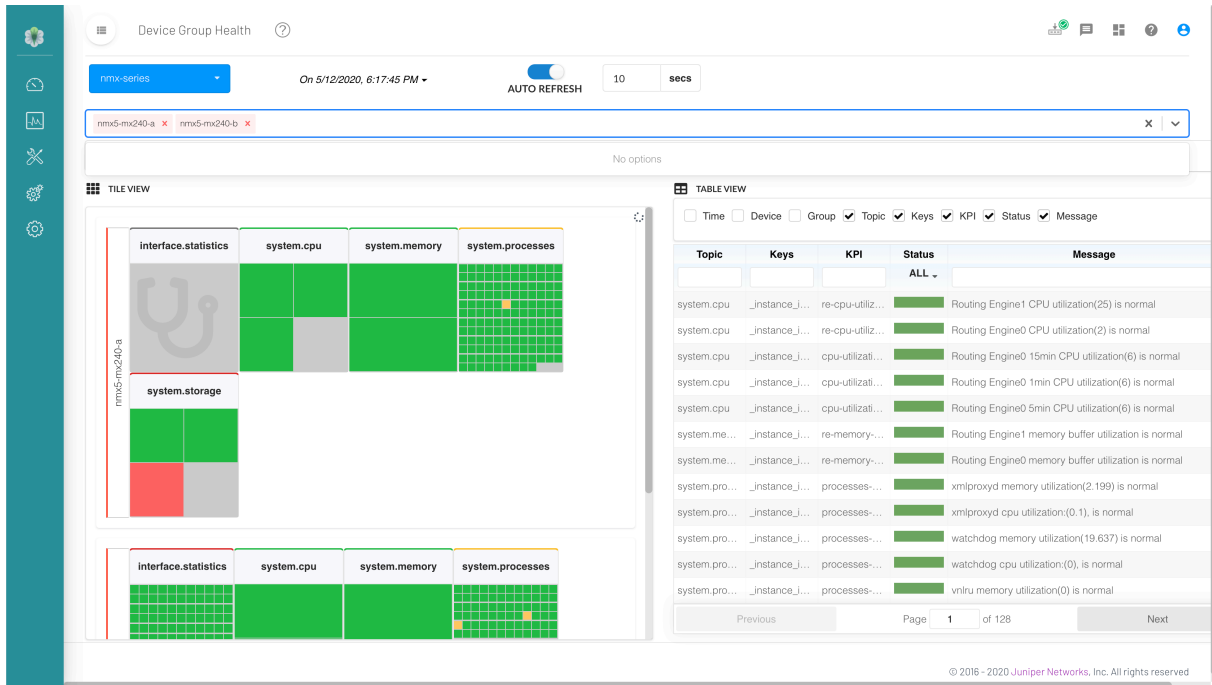 Device Group Health
nmx-series
On 5/12/2020, 6:17:45 PM
AUTO REFRESH
10 secs
nmx5-mx240-a × nmx5-mx240-b ×
No options
TILE VIEW
interface.statistics system.cpu system.memory system.processes
nmx5-mx240-a
system.storage
interface.statistics system.cpu system.memory system.processes
TABLE VIEW
Time Device Group Topic Keys KPI Status Message
Topic Keys KPI Status Message
ALL
system.cpu _instance_i... re-cpu-utiliz... Routing Engine1 CPU utilization(25) is normal
system.cpu _instance_i... re-cpu-utiliz... Routing Engine0 CPU utilization(2) is normal
system.cpu _instance_i... cpu-utilizati... Routing Engine0 15min CPU utilization(6) is normal
system.cpu _instance_i... cpu-utilizati... Routing Engine0 1min CPU utilization(6) is normal
system.cpu _instance_i... cpu-utilizati... Routing Engine0 5min CPU utilization(6) is normal
system.me... _instance_i... re-memory-... Routing Engine1 memory buffer utilization is normal
system.me... _instance_i... re-memory-... Routing Engine0 memory buffer utilization is normal
system.pro... _instance_i... processes-... xmlproxyd memory utilization(2.199) is normal
system.pro... _instance_i... processes-... xmlproxyd cpu utilization:(0.1), is normal
system.pro... _instance_i... processes-... watchdog memory utilization(19.637) is normal
system.pro... _instance_i... processes-... watchdog cpu utilization:(0), is normal
system.pro... _instance_i... processes-... vnlru memory utilization(0) is normal
Previous Page 1 of 128 Next
© 2016 - 2020 Juniper Networks, Inc. All rights reserved